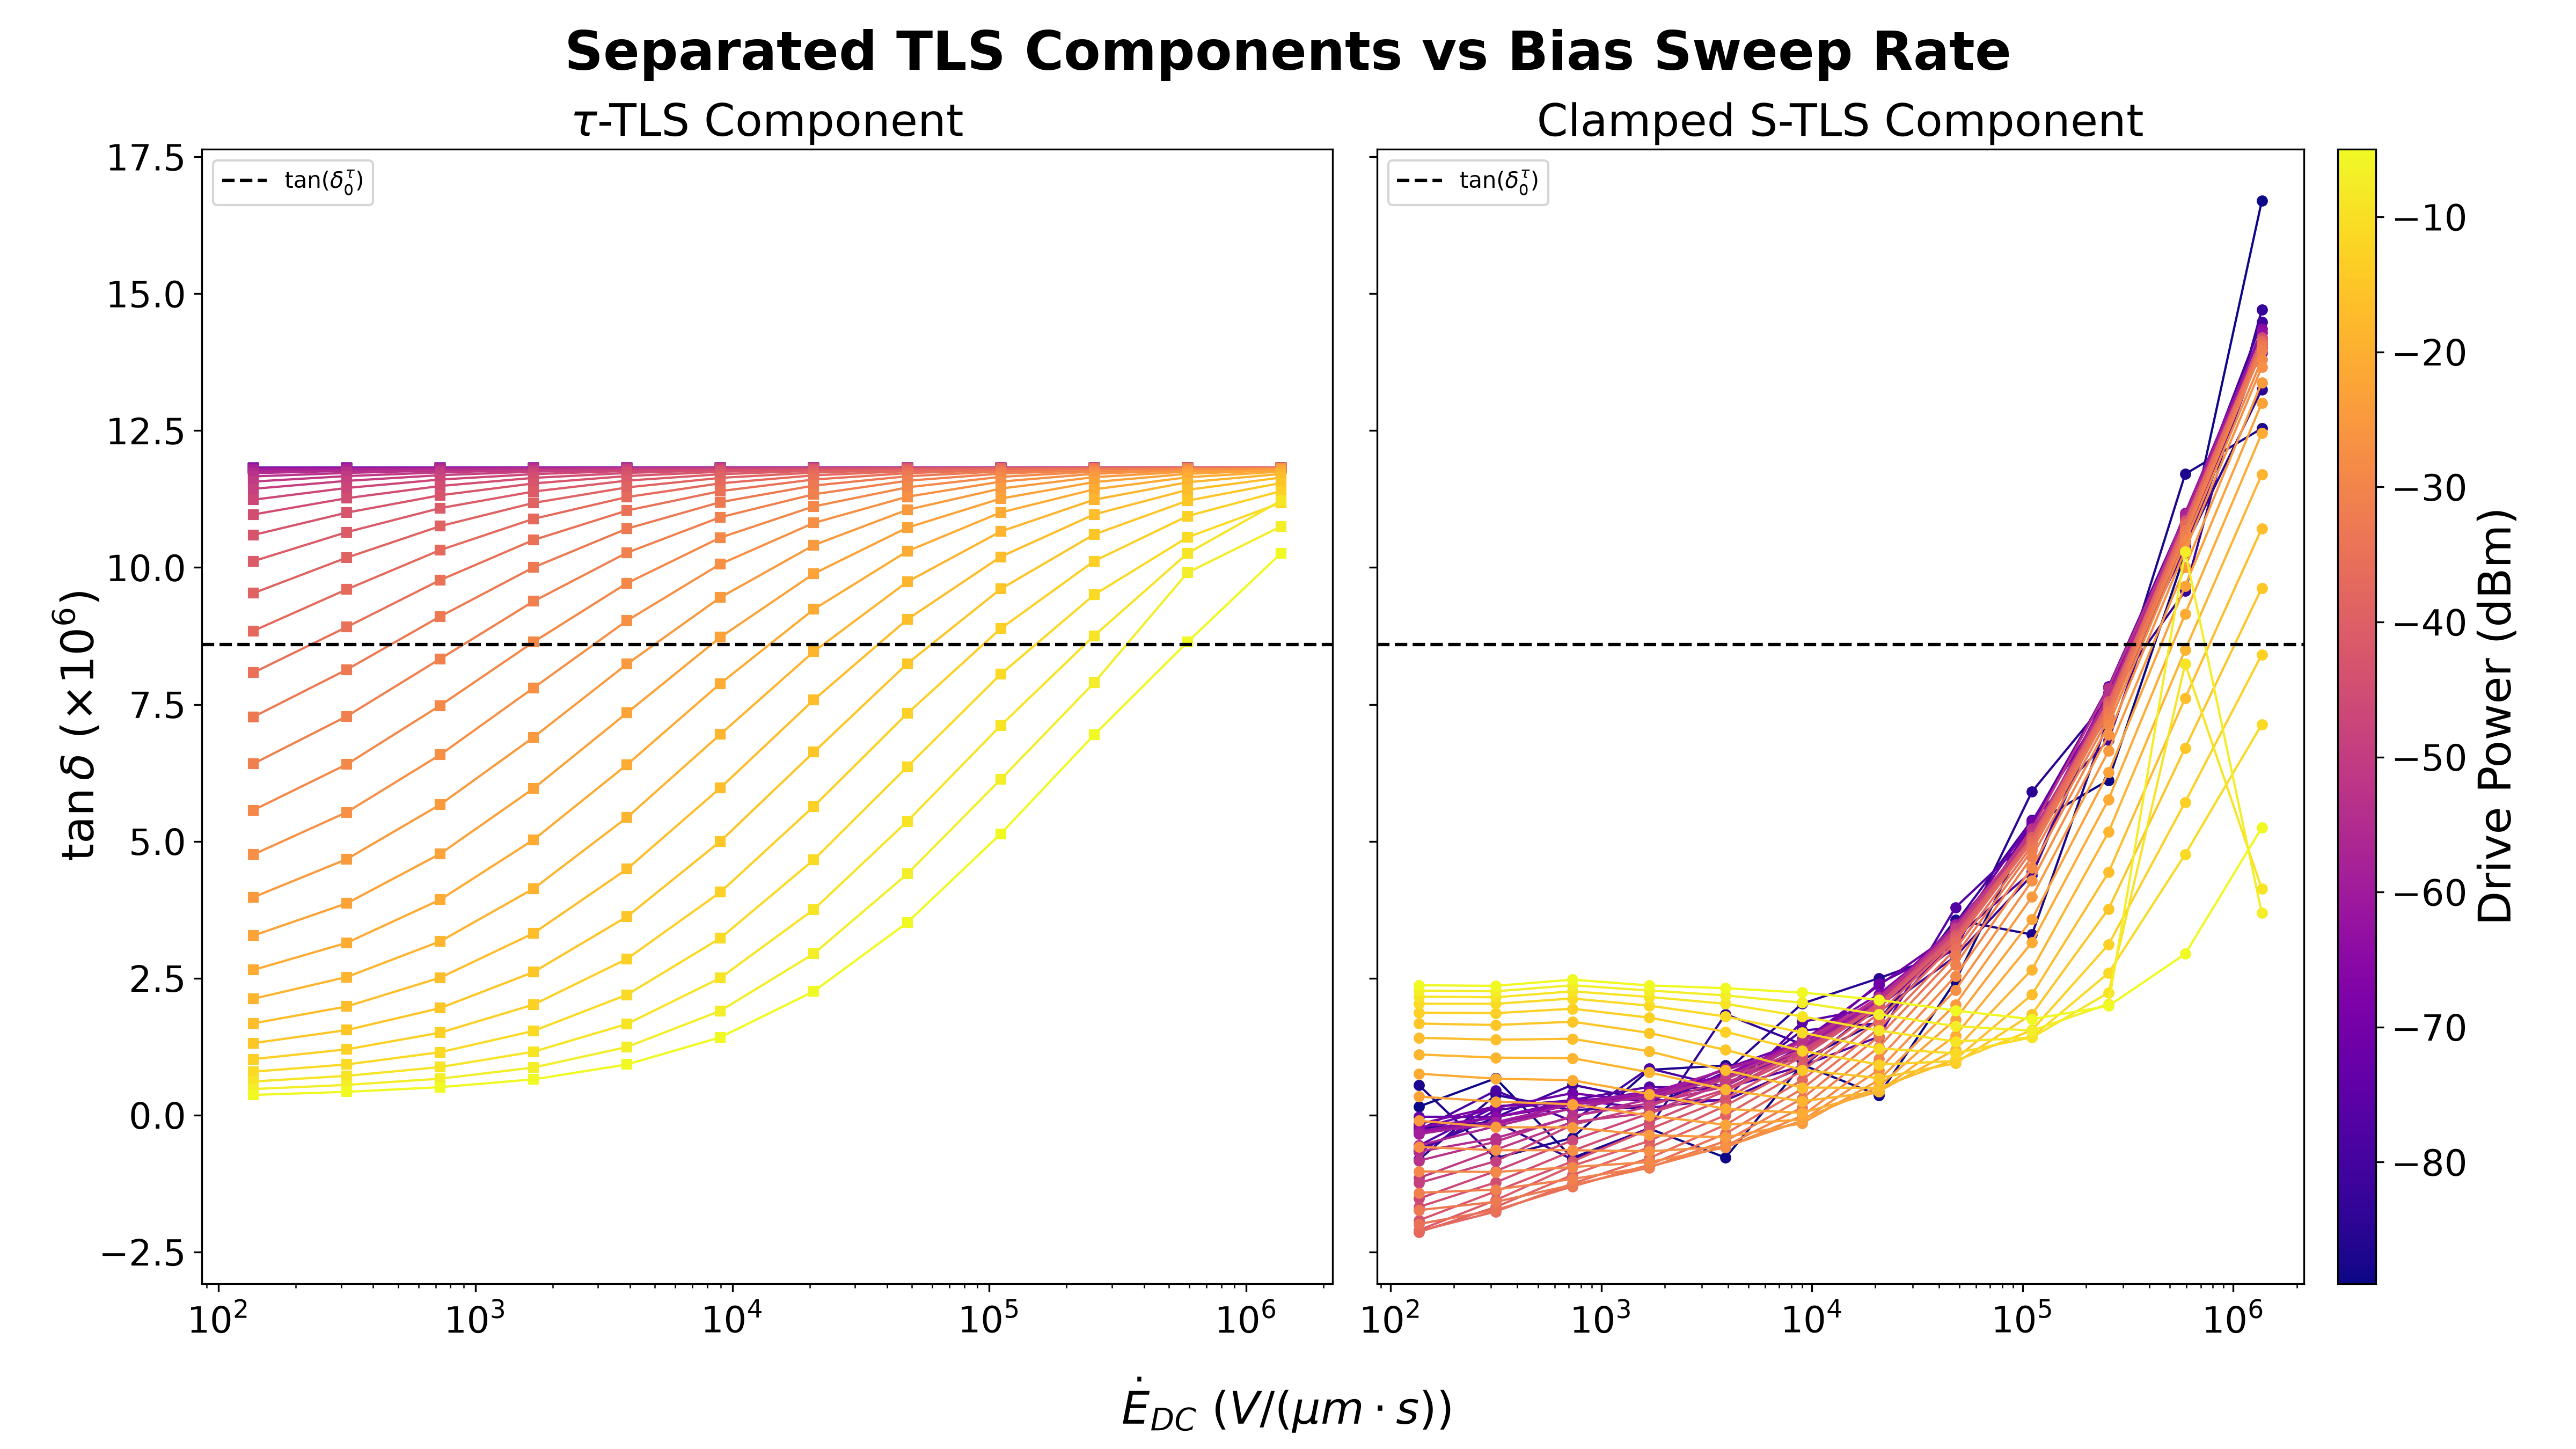 Separated TLS Components vs Bias Sweep Rate
τ-TLS Component
Clamped S-TLS Component
tan(δ₀^τ)
tan(δ₀^τ)
17.5
15.0
12.5
10.0
7.5
5.0
2.5
0.0
−2.5
tan δ (×10⁶)
10² 10³ 10⁴ 10⁵ 10⁶
10² 10³ 10⁴ 10⁵ 10⁶
Ė_DC (V/(μm · s))
−10
−20
−30
−40
−50
−60
−70
−80
Drive Power (dBm)